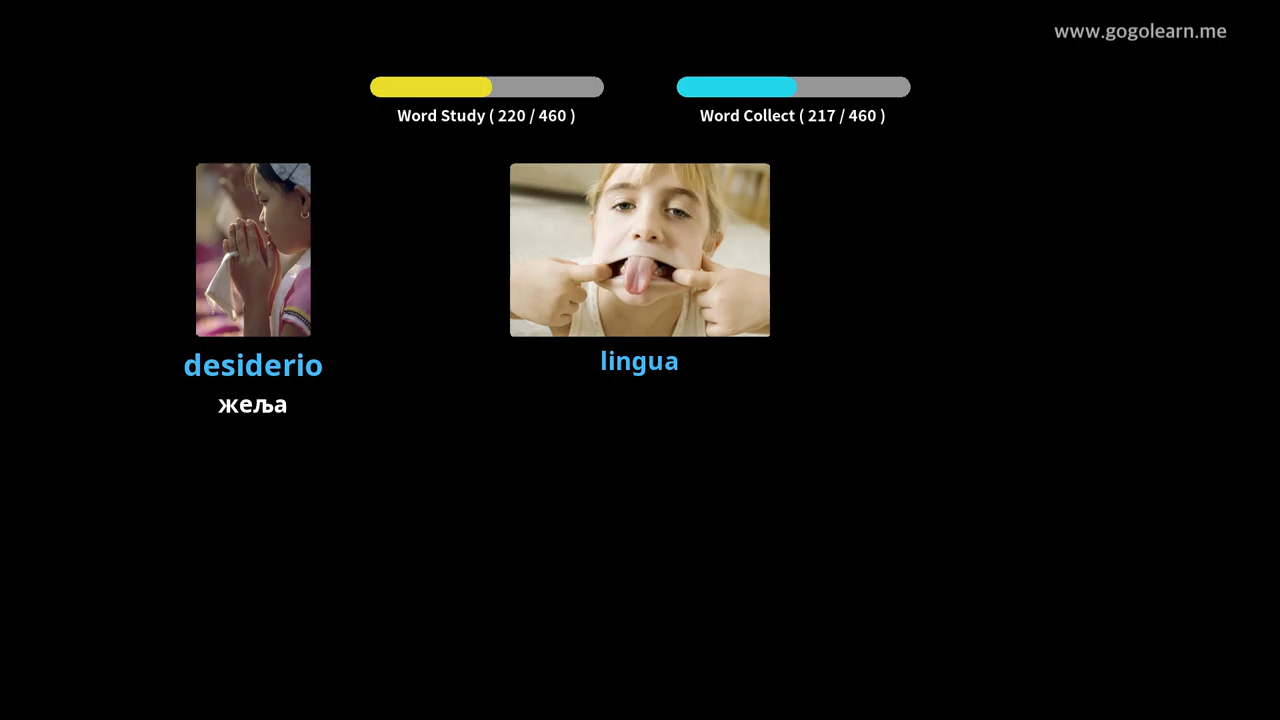 www.gogolearn.me
Word Study ( 220 / 460 )
Word Collect ( 217 / 460 )
desiderio
жеља
lingua